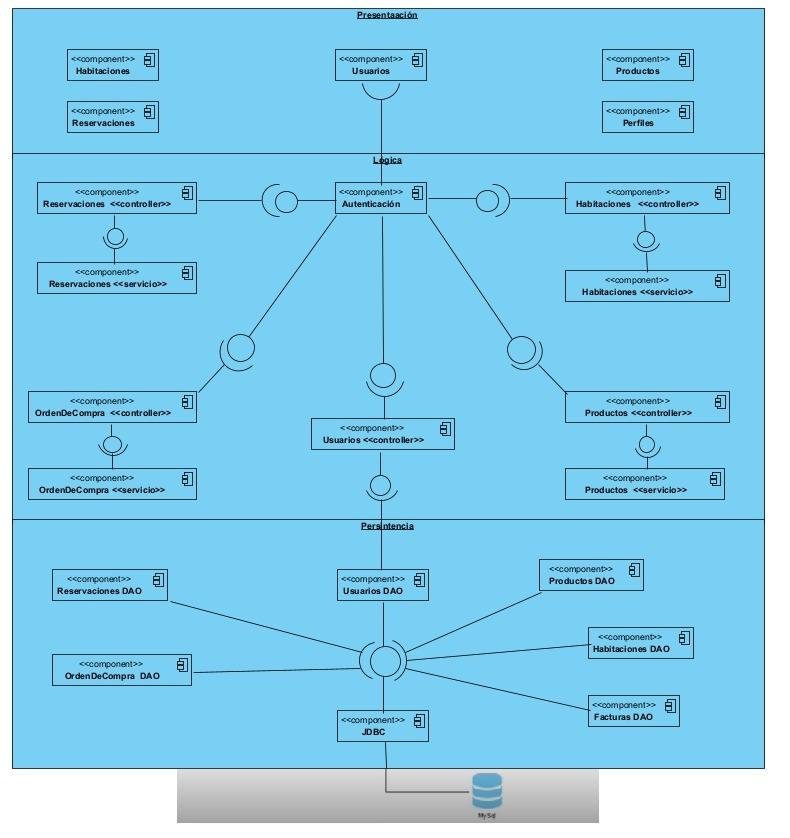 Presentaación
<<component>>
Habitaciones
<<component>>
Usuarios
<<component>>
Productos
<<component>>
Reservaciones
<<component>>
Perfiles
Lógica
<<component>>
Reservaciones <<controller>>
<<component>>
Autenticación
<<component>>
Habitaciones <<controller>>
<<component>>
Reservaciones <<servicio>>
<<component>>
Habitaciones <<servicio>>
<<component>>
OrdenDeCompra <<controller>>
<<component>>
Usuarios <<controller>>
<<component>>
Productos <<controller>>
<<component>>
OrdenDeCompra <<servicio>>
<<component>>
Productos <<servicio>>
Persintencia
<<component>>
Reservaciones DAO
<<component>>
Usuarios DAO
<<component>>
Productos DAO
<<component>>
OrdenDeCompra DAO
<<component>>
Habitaciones DAO
<<component>>
Facturas DAO
<<component>>
JDBC
MySql